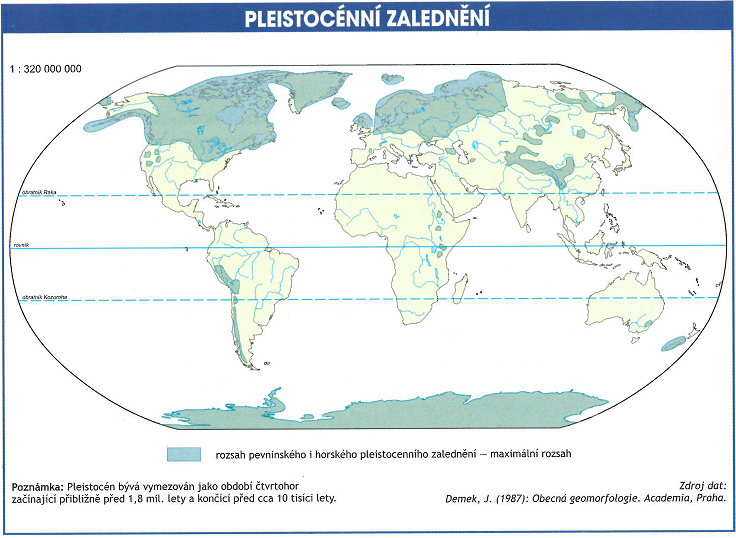 PLEISTOCÉNNÍ ZALEDNĚNÍ
1 : 320 000 000
obratník Raka
rovník
obratník Kozoroha
rozsah pevninského i horského pleistocenního zalednění — maximální rozsah
Poznámka: Pleistocén bývá vymezován jako období čtvrtohor
začínající přibližně před 1,8 mil. lety a končící před cca 10 tisíci lety.
Zdroj dat:
Demek, J. (1987): Obecná geomorfologie. Academia, Praha.